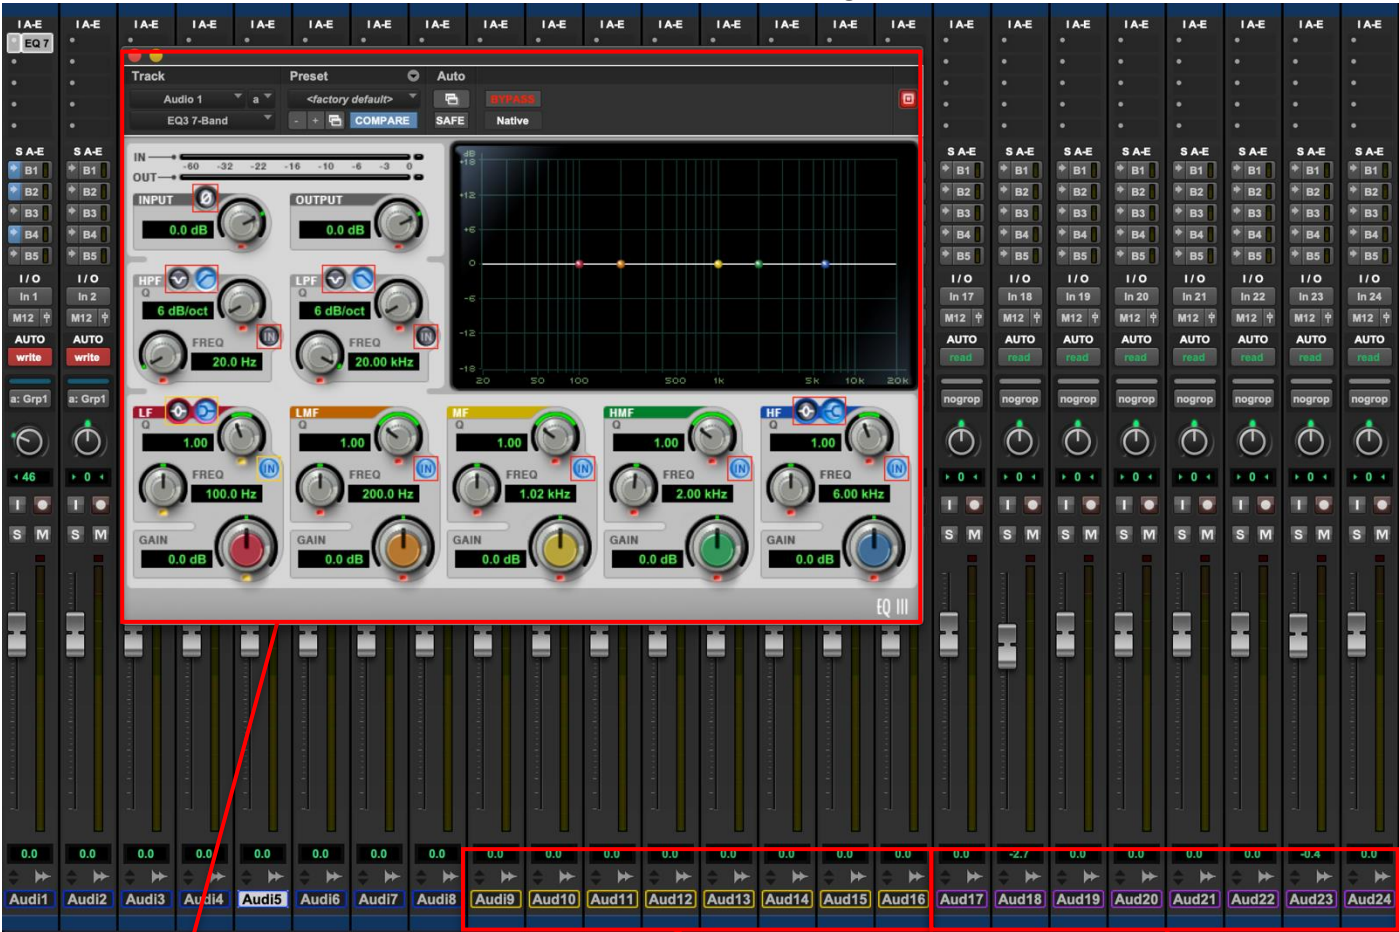 I A-E I A-E I A-E I A-E I A-E I A-E I A-E I A-E I A-E I A-E I A-E I A-E I A-E I A-E I A-E I A-E I A-E I A-E I A-E I A-E I A-E I A-E I A-E I A-E
EQ 7
Track Preset Auto
Audio 1 a <factory default> BYPASS
EQ3 7-Band - + COMPARE SAFE Native
S A-E S A-E S A-E S A-E S A-E S A-E S A-E S A-E S A-E S A-E
B1 B1 B1 B1 B1 B1 B1 B1 B1 B1
B2 B2 B2 B2 B2 B2 B2 B2 B2 B2
B3 B3 B3 B3 B3 B3 B3 B3 B3 B3
B4 B4 B4 B4 B4 B4 B4 B4 B4 B4
B5 B5 B5 B5 B5 B5 B5 B5 B5 B5
I / O I / O I / O I / O I / O I / O I / O I / O I / O I / O
In 1 In 2 In 17 In 18 In 19 In 20 In 21 In 22 In 23 In 24
M12 M12 M12 M12 M12 M12 M12 M12 M12 M12
AUTO AUTO AUTO AUTO AUTO AUTO AUTO AUTO AUTO AUTO
write write read read read read read read read read
a: Grp1 a: Grp1 nogrop nogrop nogrop nogrop nogrop nogrop nogrop nogrop
46 0 0 0 0 0 0 0 0 0
I I I I I I I I I I
S M S M S M S M S M S M S M S M S M S M
IN
-60 -32 -22 -16 -10 -6 -3 0
OUT
INPUT Ø OUTPUT
0.0 dB 0.0 dB
HPF LPF
Q
6 dB/oct 6 dB/oct
IN IN
FREQ FREQ
20.0 Hz 20.00 kHz
dB
+18
+12
+6
0
-6
-12
-18
20 50 100 500 1k 5k 10k 20k
LF LMF MF HMF HF
Q Q Q Q Q
1.00 1.00 1.00 1.00 1.00
IN IN IN IN IN
FREQ FREQ FREQ FREQ FREQ
100.0 Hz 200.0 Hz 1.02 kHz 2.00 kHz 6.00 kHz
GAIN GAIN GAIN GAIN GAIN
0.0 dB 0.0 dB 0.0 dB 0.0 dB 0.0 dB
EQ III
0.0 0.0 0.0 0.0 0.0 0.0 0.0 0.0 0.0 0.0 0.0 0.0 0.0 0.0 0.0 0.0 0.0 -2.7 0.0 0.0 0.0 0.0 -0.4 0.0
Audi1 Audi2 Audi3 Audi4 Audi5 Audi6 Audi7 Audi8 Audi9 Aud10 Aud11 Aud12 Aud13 Aud14 Aud15 Aud16 Aud17 Aud18 Aud19 Aud20 Aud21 Aud22 Aud23 Aud24